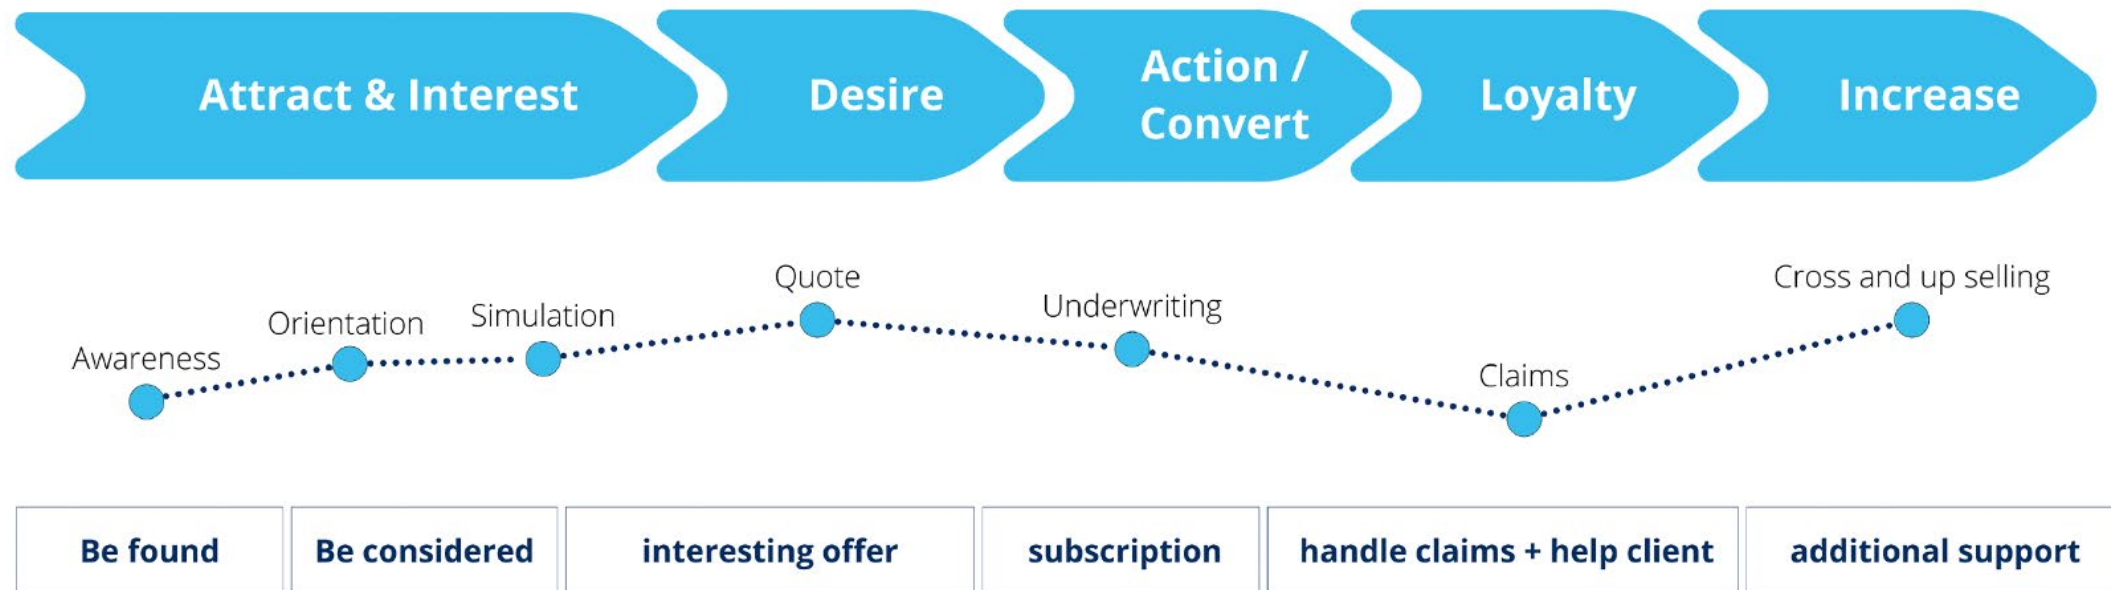 Attract & Interest
Desire
Action /
Convert
Loyalty
Increase
Awareness
Orientation
Simulation
Quote
Underwriting
Claims
Cross and up selling
Be found
Be considered
interesting offer
subscription
handle claims + help client
additional support